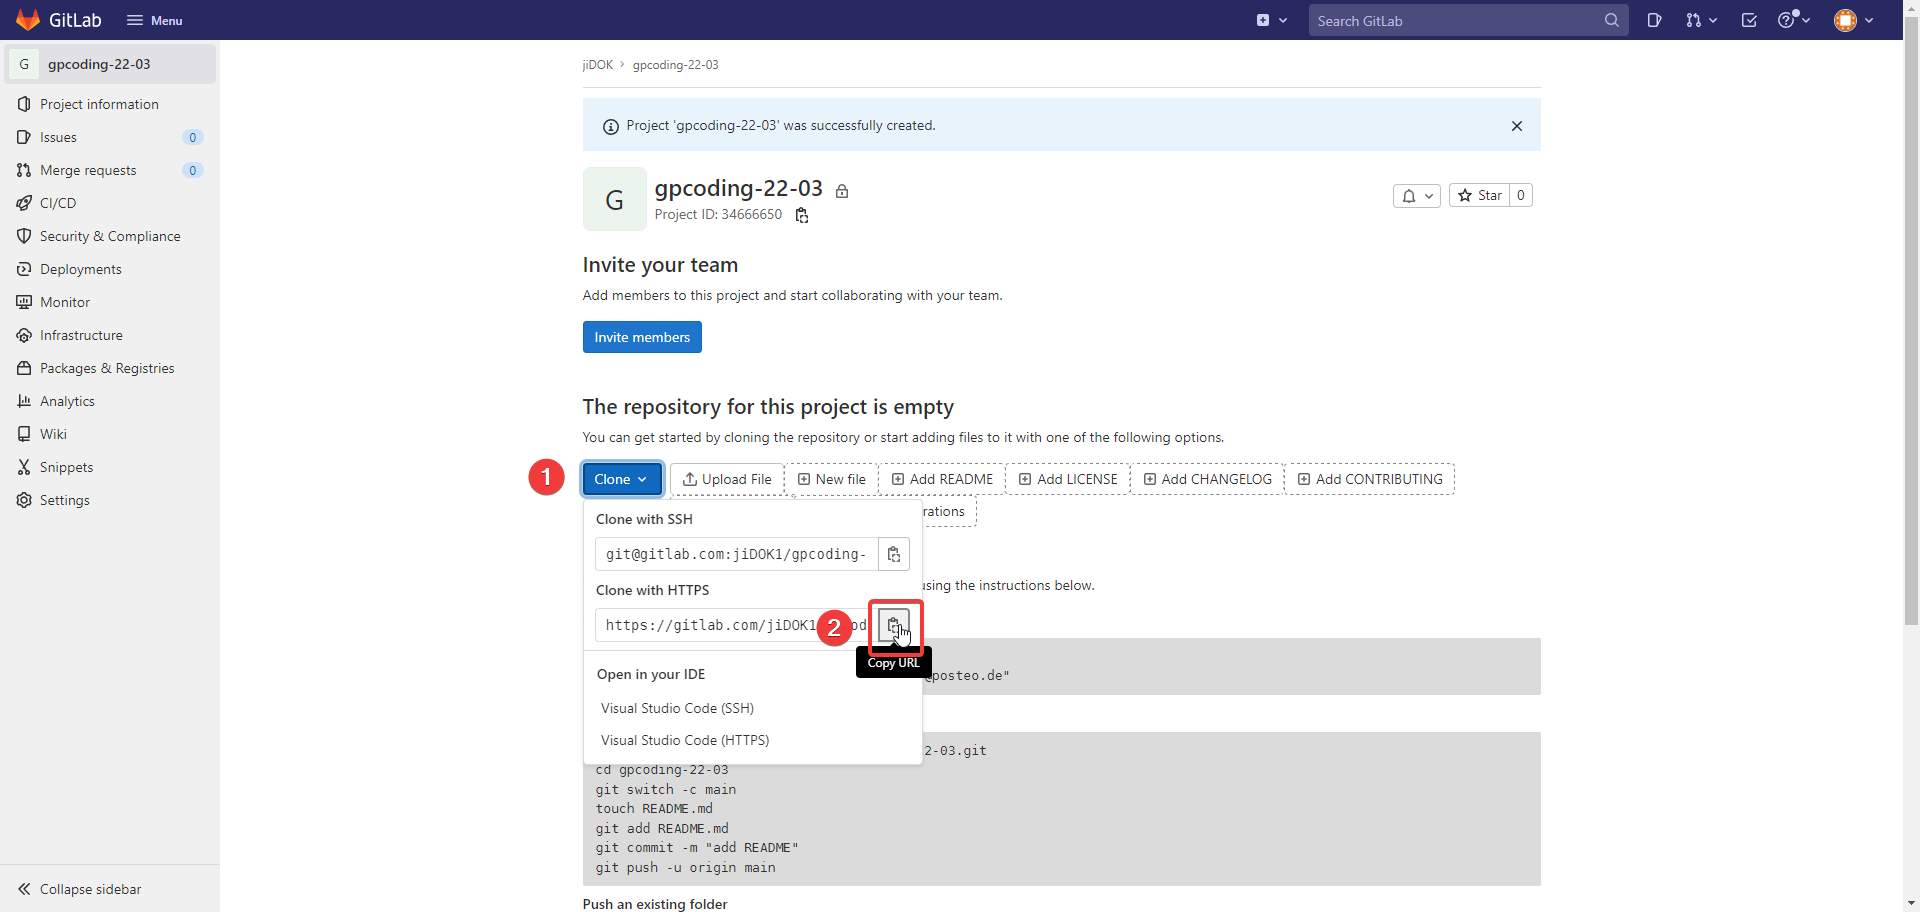 GitLab
Menu
Search GitLab
G gpcoding-22-03
Project information
Issues 0
Merge requests 0
CI/CD
Security & Compliance
Deployments
Monitor
Infrastructure
Packages & Registries
Analytics
Wiki
Snippets
Settings
Collapse sidebar
jiDOK › gpcoding-22-03
Project 'gpcoding-22-03' was successfully created.
G
gpcoding-22-03
Project ID: 34666650
Star 0
Invite your team
Add members to this project and start collaborating with your team.
Invite members
The repository for this project is empty
You can get started by cloning the repository or start adding files to it with one of the following options.
1
Clone
Upload File
New file
Add README
Add LICENSE
Add CHANGELOG
Add CONTRIBUTING
rations
Clone with SSH
git@gitlab.com:jiDOK1/gpcoding-
Clone with HTTPS
using the instructions below.
https://gitlab.com/jiDOK1
2
Copy URL
Open in your IDE
@posteo.de"
Visual Studio Code (SSH)
Visual Studio Code (HTTPS)
2-03.git
cd gpcoding-22-03
git switch -c main
touch README.md
git add README.md
git commit -m "add README"
git push -u origin main
Push an existing folder